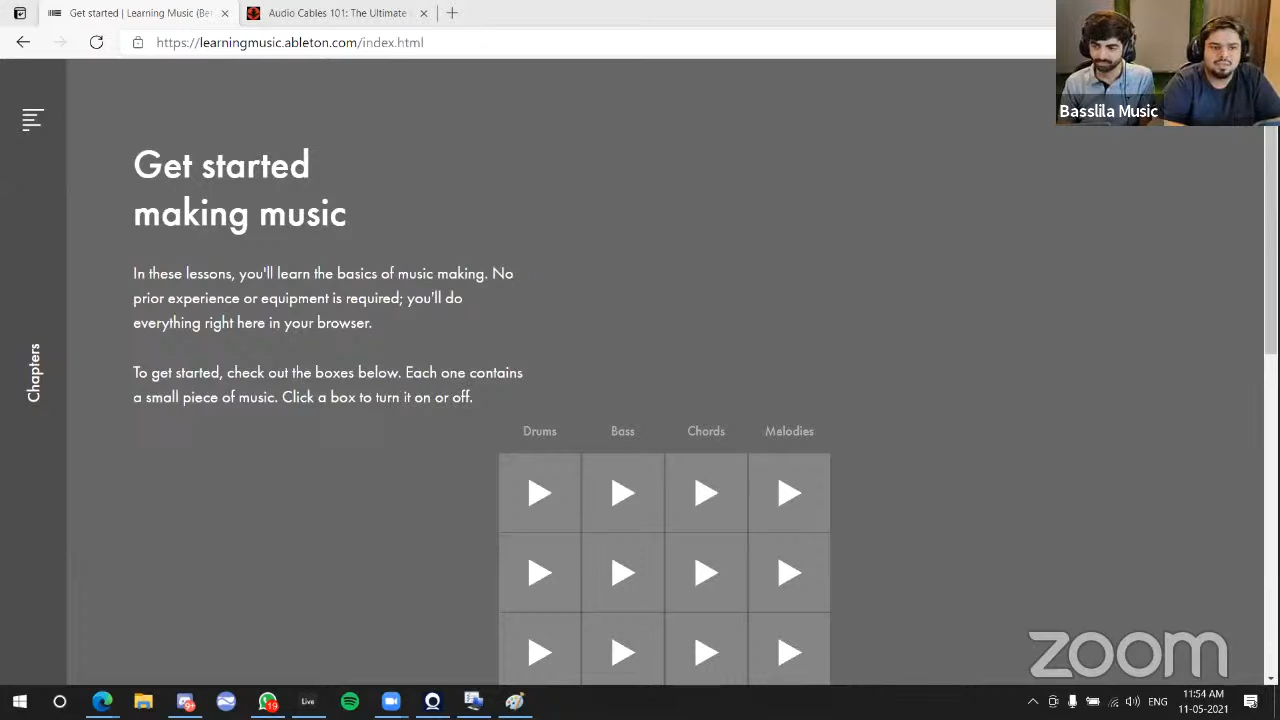 Get started | Learning Music (Be
Audio Cables 101: The Ultimate
https://learningmusic.ableton.com/index.html
Basslila Music
Get started
making music
In these lessons, you'll learn the basics of music making. No
prior experience or equipment is required; you'll do
everything right here in your browser.
To get started, check out the boxes below. Each one contains
a small piece of music. Click a box to turn it on or off.
Chapters
Drums Bass Chords Melodies
zoom
9+
19
Live
ENG
11:54 AM
11-05-2021